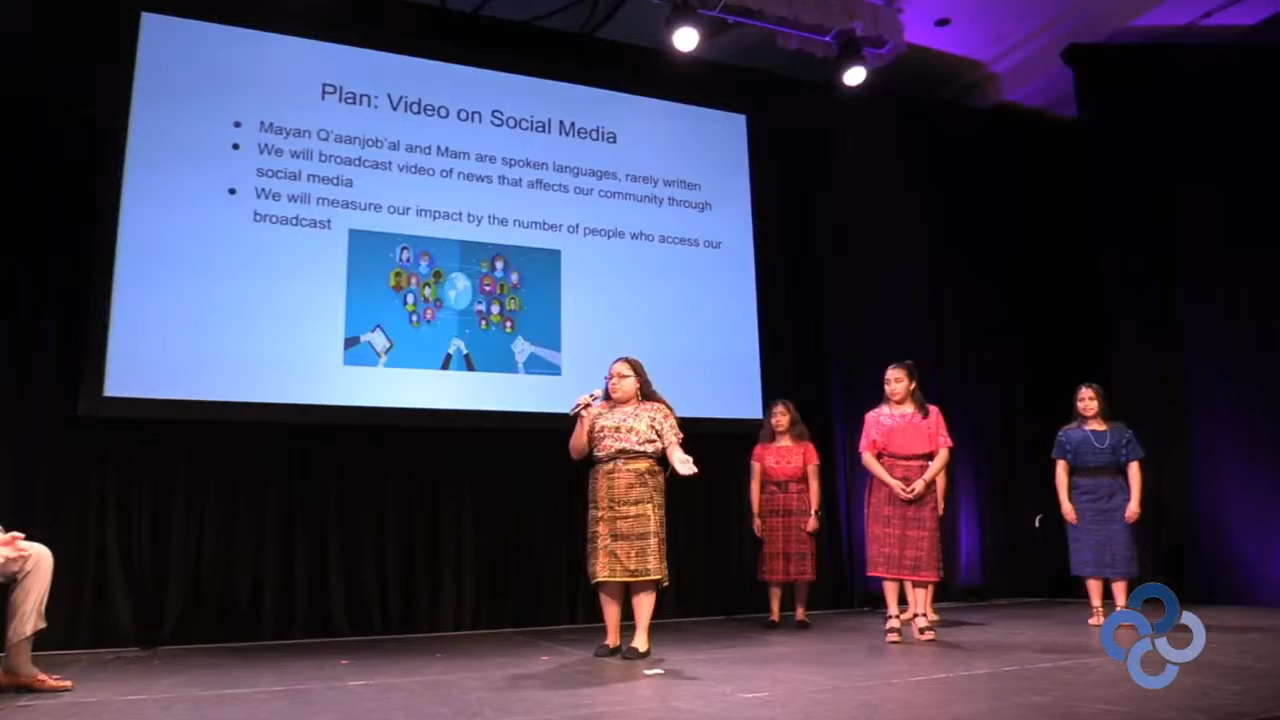 Plan: Video on Social Media
● Mayan Q'aanjob'al and Mam are spoken languages, rarely written
● We will broadcast video of news that affects our community through
social media
● We will measure our impact by the number of people who access our
broadcast